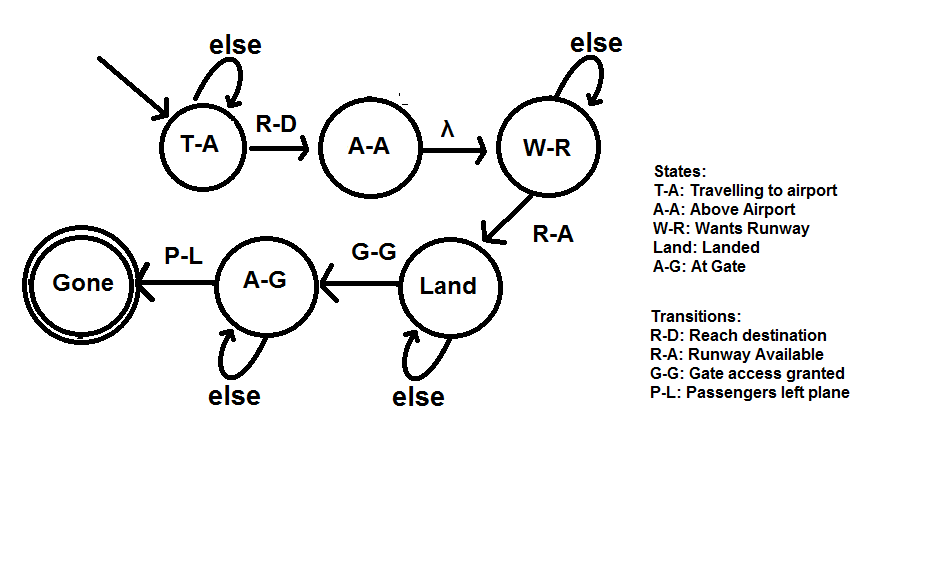 else
else
T-A
R-D
A-A
λ
W-R
R-A
States:
T-A: Travelling to airport
A-A: Above Airport
W-R: Wants Runway
Land: Landed
A-G: At Gate
Gone
P-L
A-G
G-G
Land
else
else
Transitions:
R-D: Reach destination
R-A: Runway Available
G-G: Gate access granted
P-L: Passengers left plane